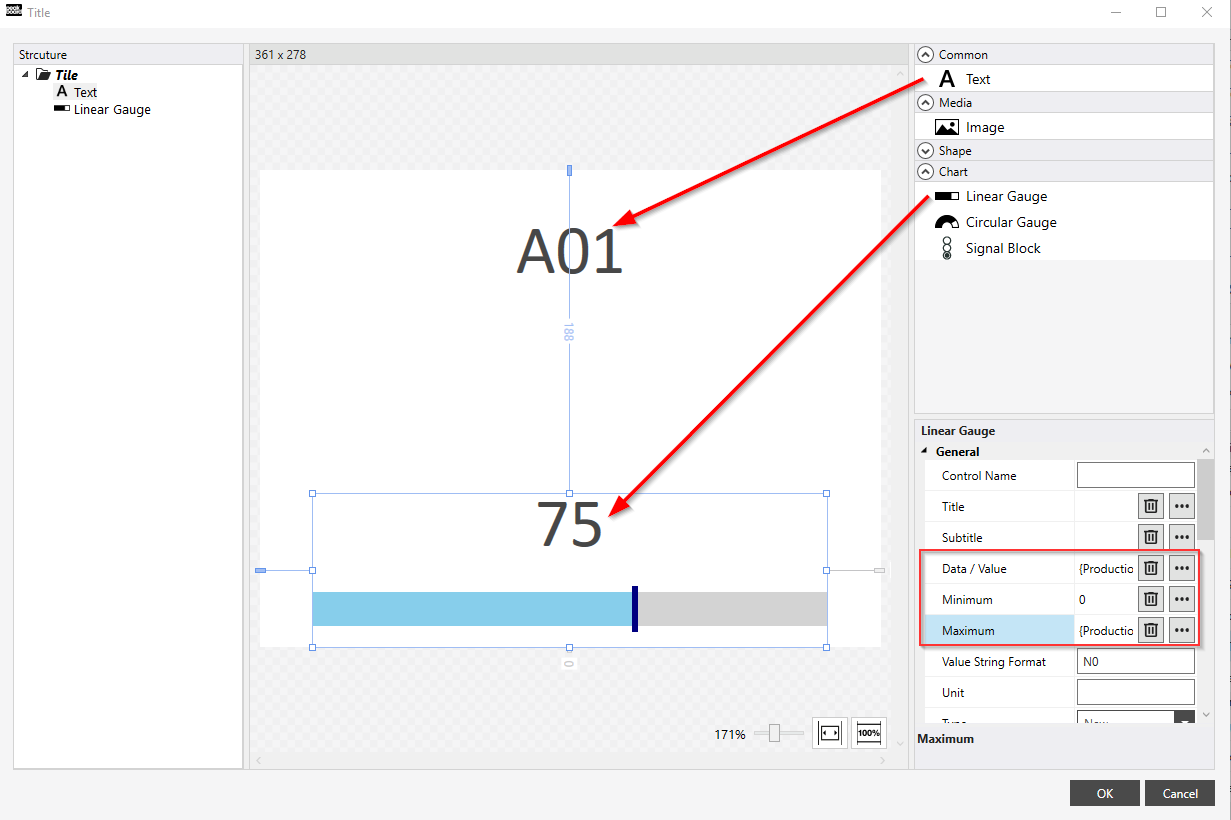 peak board Title
Strcuture
Tile
Text
Linear Gauge
361 x 278
A01
188
75
0
171%
100%
Common
Text
Media
Image
Shape
Chart
Linear Gauge
Circular Gauge
Signal Block
Linear Gauge
General
Control Name
Title
Subtitle
Data / Value {Productio
Minimum 0
Maximum {Productio
Value String Format N0
Unit
Maximum
OK Cancel